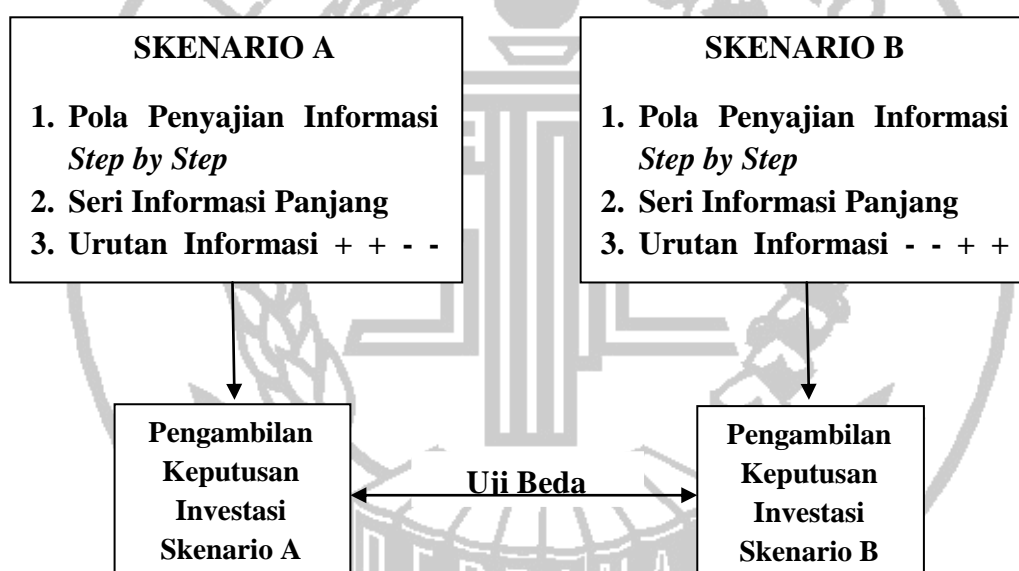 SKENARIO A
1. Pola Penyajian Informasi
Step by Step
2. Seri Informasi Panjang
3. Urutan Informasi + + - -
SKENARIO B
1. Pola Penyajian Informasi
Step by Step
2. Seri Informasi Panjang
3. Urutan Informasi - - + +
Pengambilan
Keputusan
Investasi
Skenario A
Uji Beda
Pengambilan
Keputusan
Investasi
Skenario B